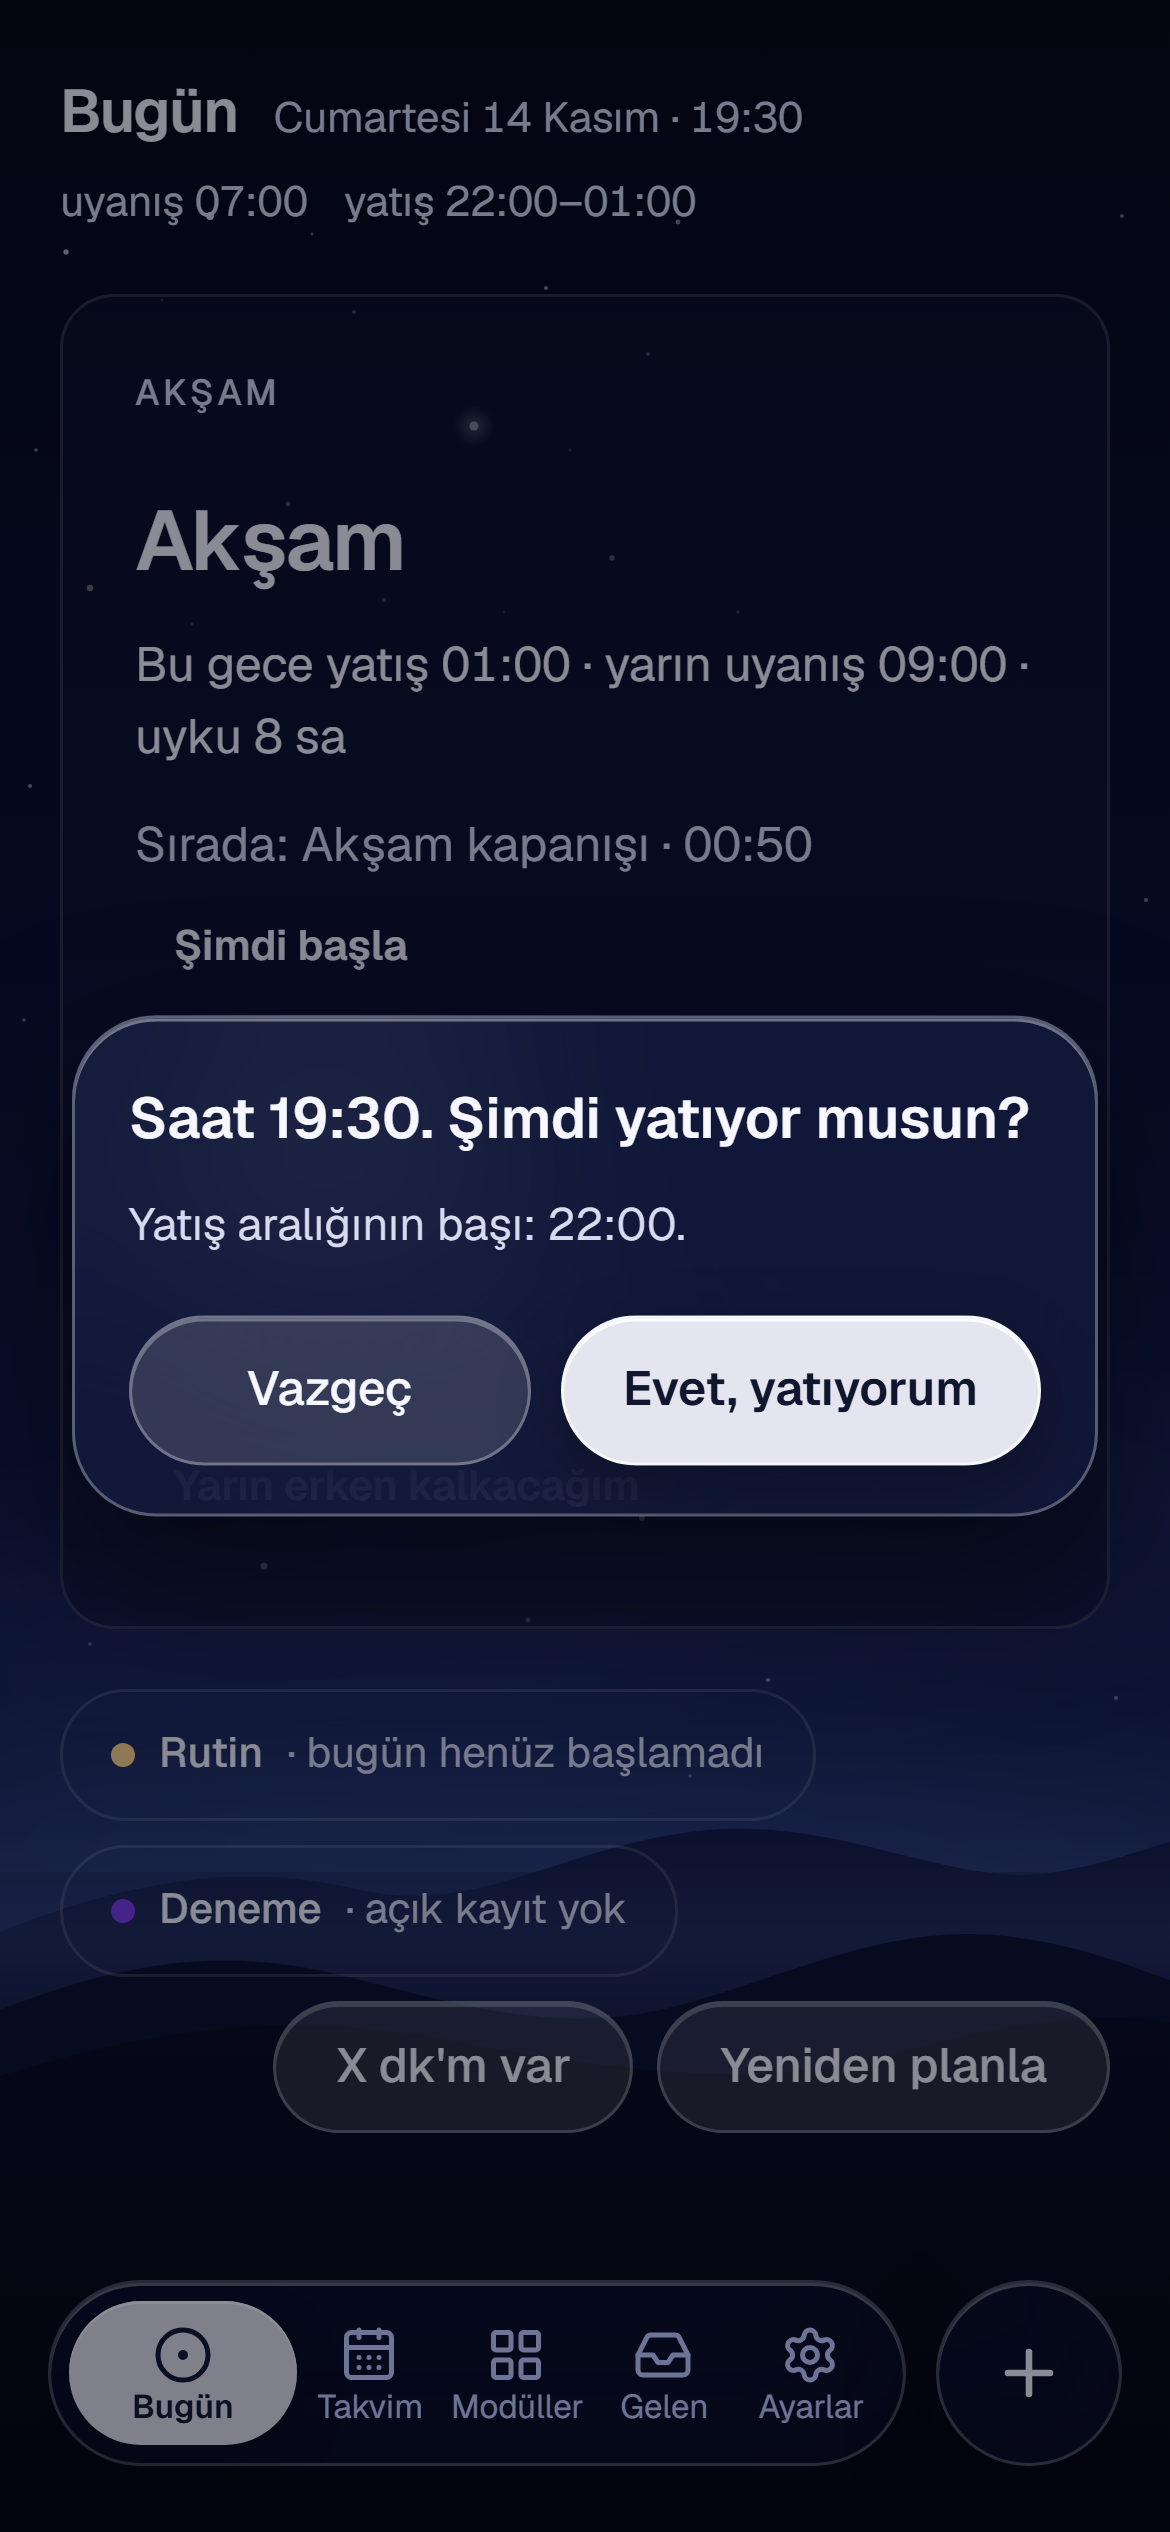 Bugün Cumartesi 14 Kasım · 19:30
uyanış 07:00 yatış 22:00–01:00
AKŞAM
Akşam
Bu gece yatış 01:00 · yarın uyanış 09:00 ·
uyku 8 sa
Sırada: Akşam kapanışı · 00:50
Şimdi başla
Saat 19:30. Şimdi yatıyor musun?
Yatış aralığının başı: 22:00.
Vazgeç Evet, yatıyorum
Yarın erken kalkacağım
Rutin · bugün henüz başlamadı
Deneme · açık kayıt yok
X dk'm var Yeniden planla
Bugün Takvim Modüller Gelen Ayarlar